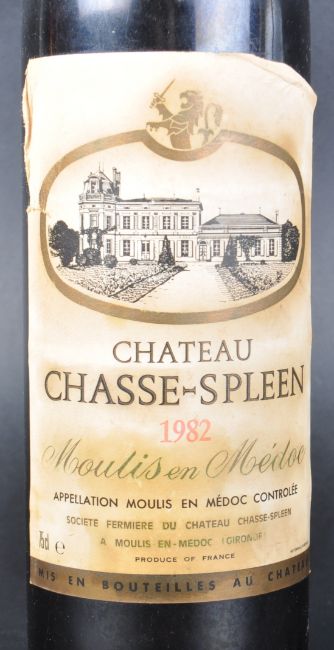 CHATEAU
CHASSE-SPLEEN
1982
Moulis en Médoc
APPELLATION MOULIS EN MÉDOC CONTROLÉE
SOCIETE FERMIERE DU CHATEAU CHASSE-SPLEEN
75cl e A MOULIS EN-MÉDOC (GIRONDE)
PRODUCE OF FRANCE
MIS EN BOUTEILLES AU CHATEAU